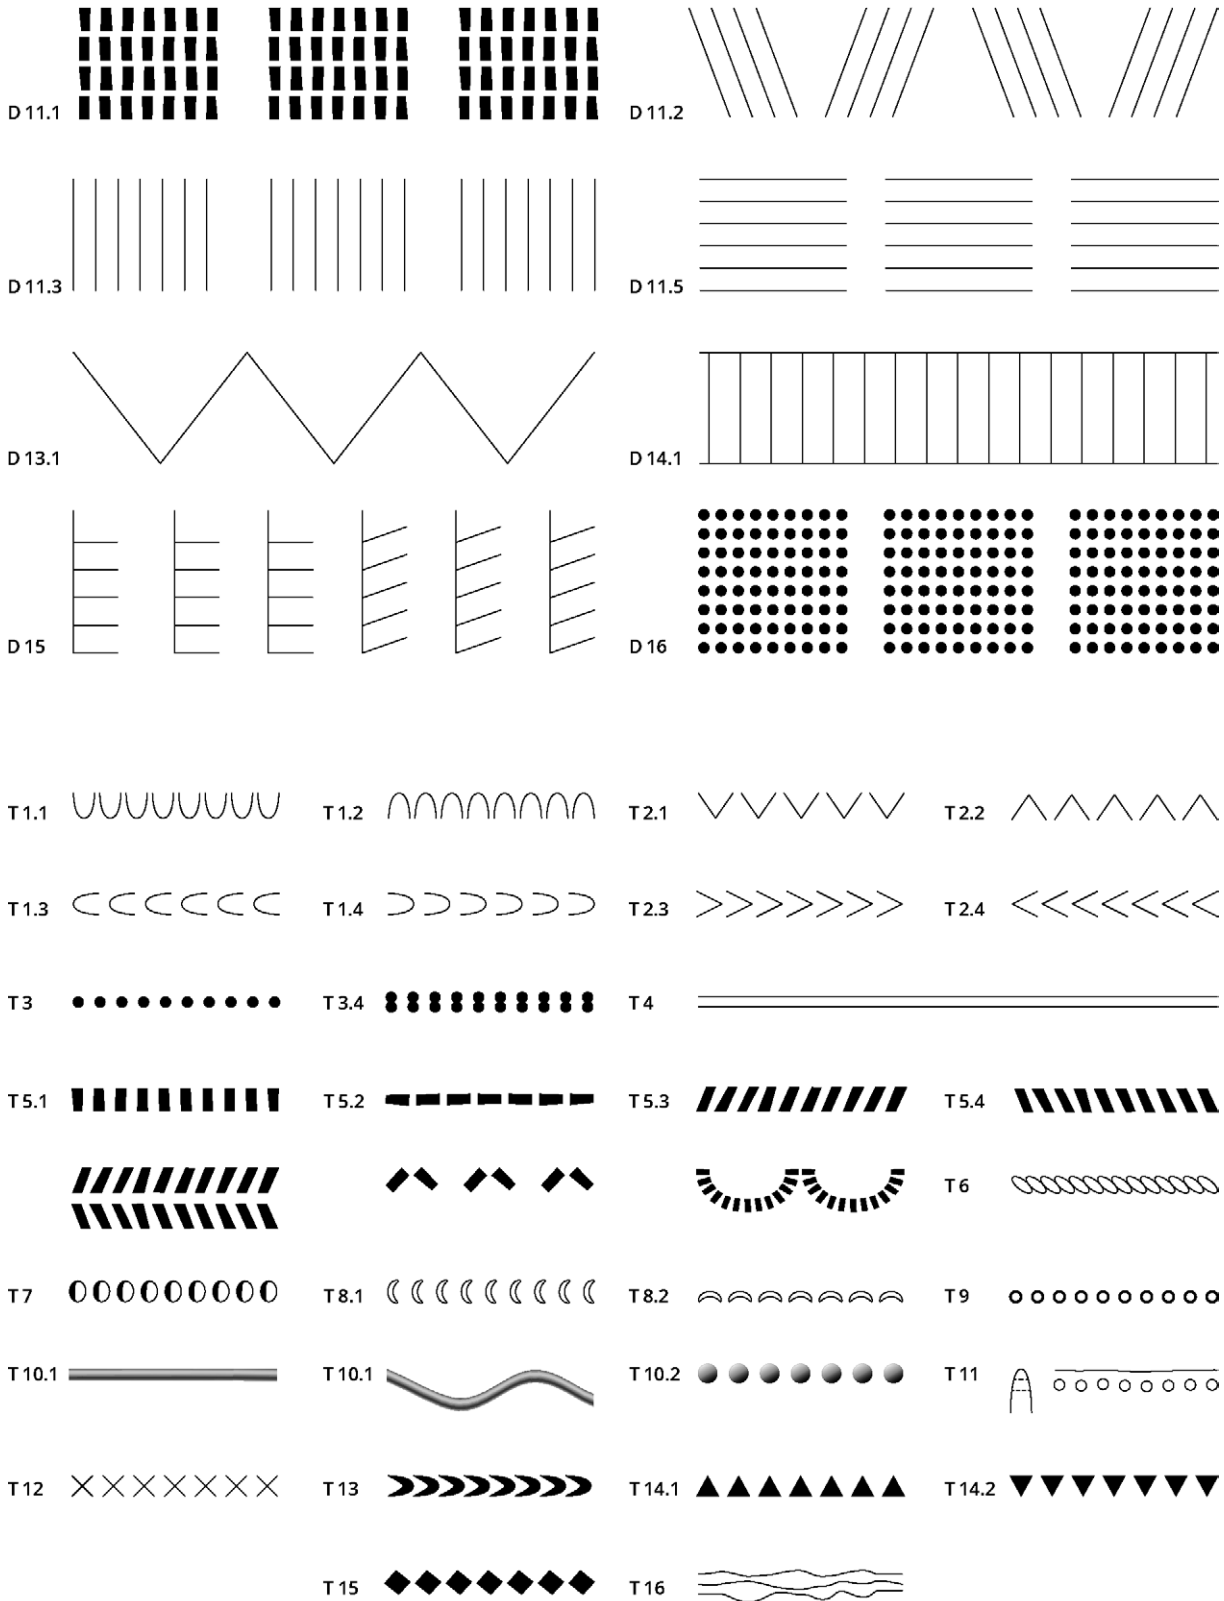 D 11.1 D 11.2
D 11.3 D 11.5
D 13.1 D 14.1
D 15 D 16
T 1.1 T 1.2 T 2.1 T 2.2
T 1.3 T 1.4 T 2.3 T 2.4
T 3 T 3.4 T 4
T 5.1 T 5.2 T 5.3 T 5.4
T 6
T 7 T 8.1 T 8.2 T 9
T 10.1 T 10.1 T 10.2 T 11
T 12 T 13 T 14.1 T 14.2
T 15 T 16